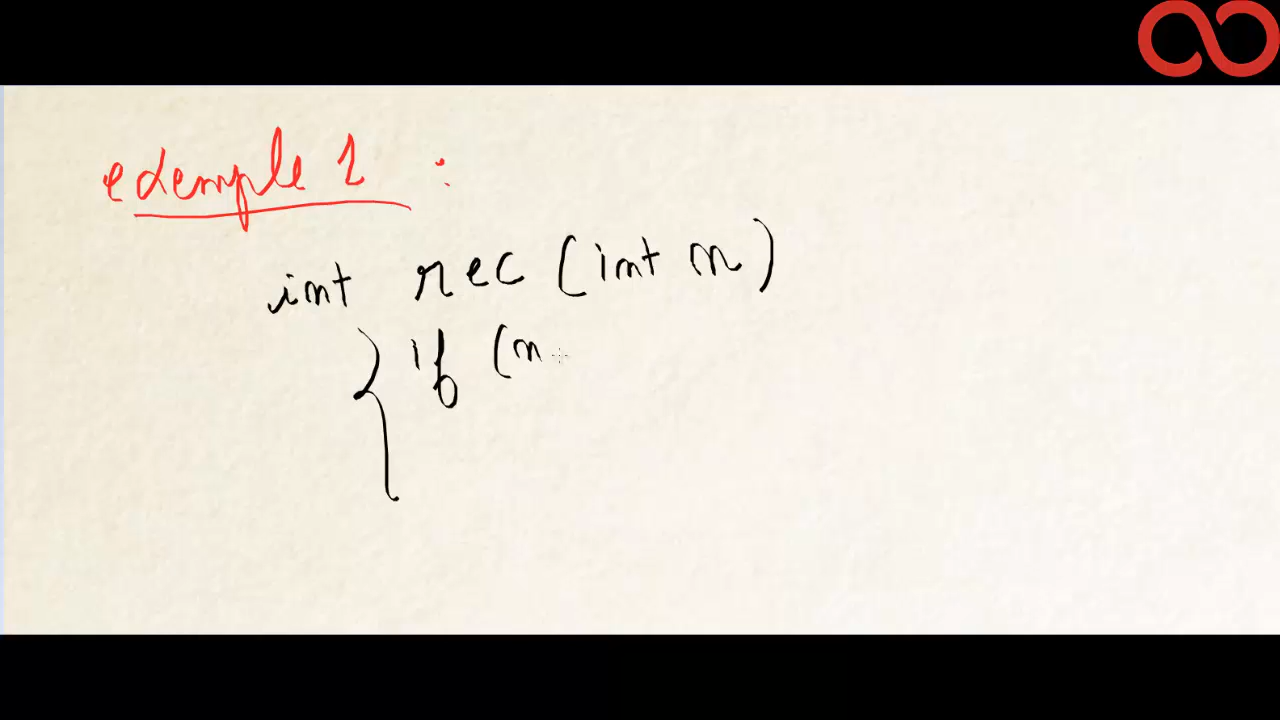 exemple 1 :
int rec (int n)
{ if (n